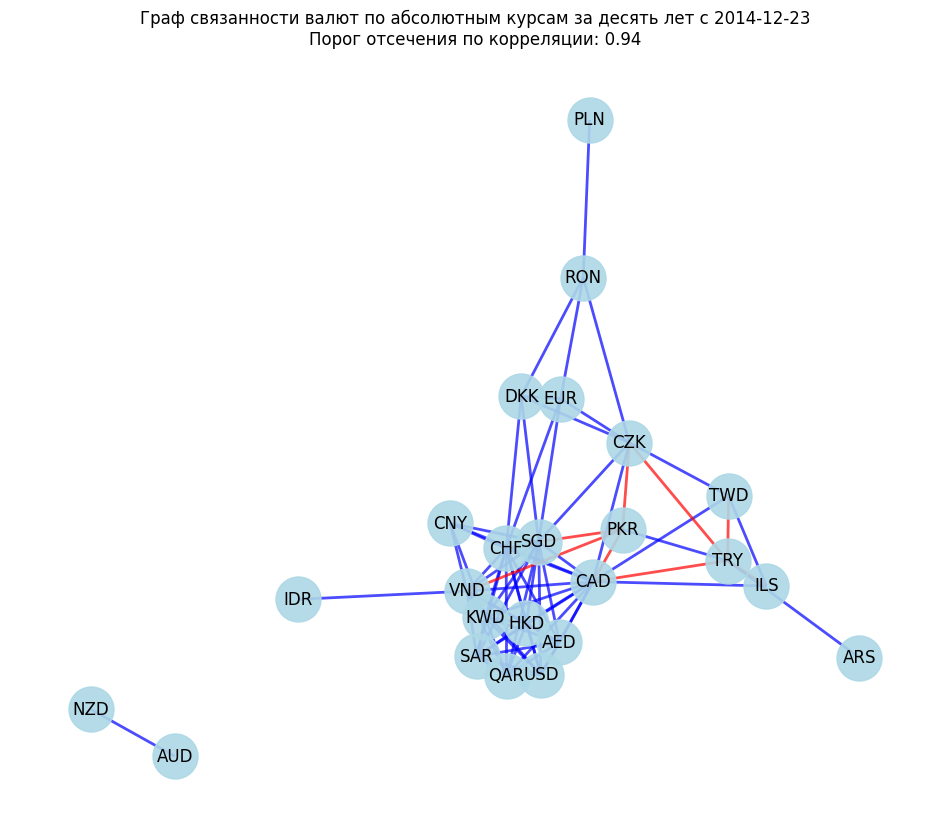 Граф связанности валют по абсолютным курсам за десять лет с 2014-12-23
Порог отсечения по корреляции: 0.94
PLN
RON
DKK
EUR
CZK
TWD
CNY
CHF
SGD
PKR
TRY
ILS
VND
CAD
IDR
KWD
HKD
AED
SAR
QAR
USD
ARS
NZD
AUD